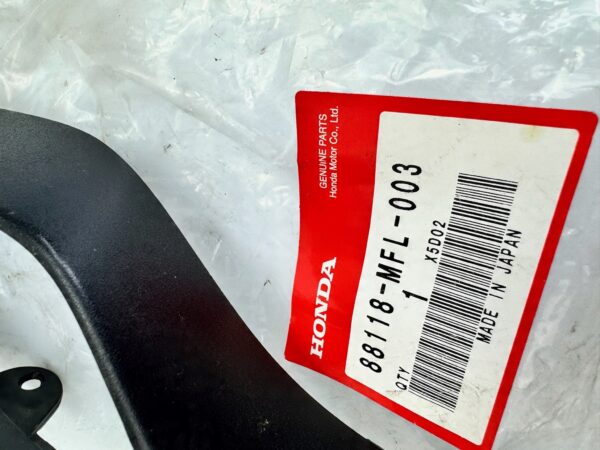 GENUINE PARTS
Honda Motor Co., Ltd.
HONDA
88118-MFL-003
QTY 1 X5D02
MADE IN JAPAN